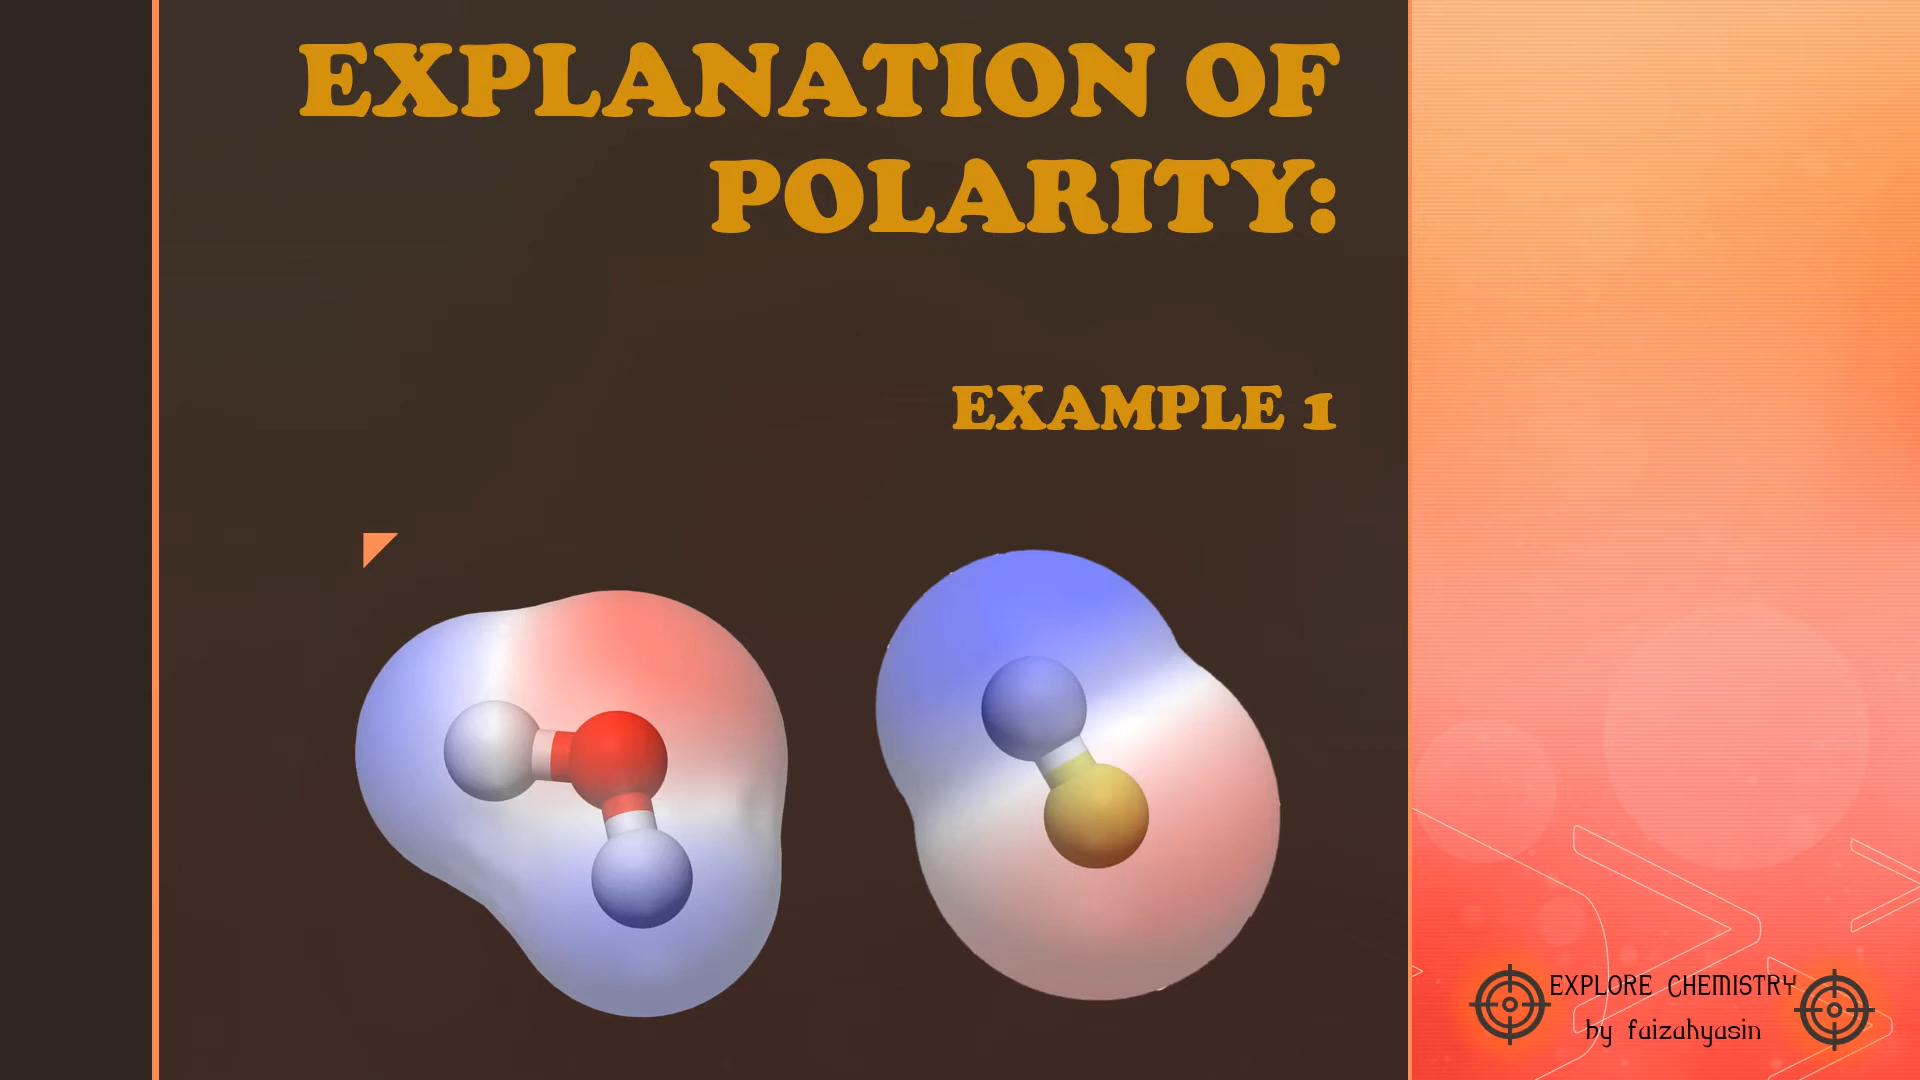 EXPLANATION OF
POLARITY:
EXAMPLE 1
EXPLORE CHEMISTRY
by faizahyasin